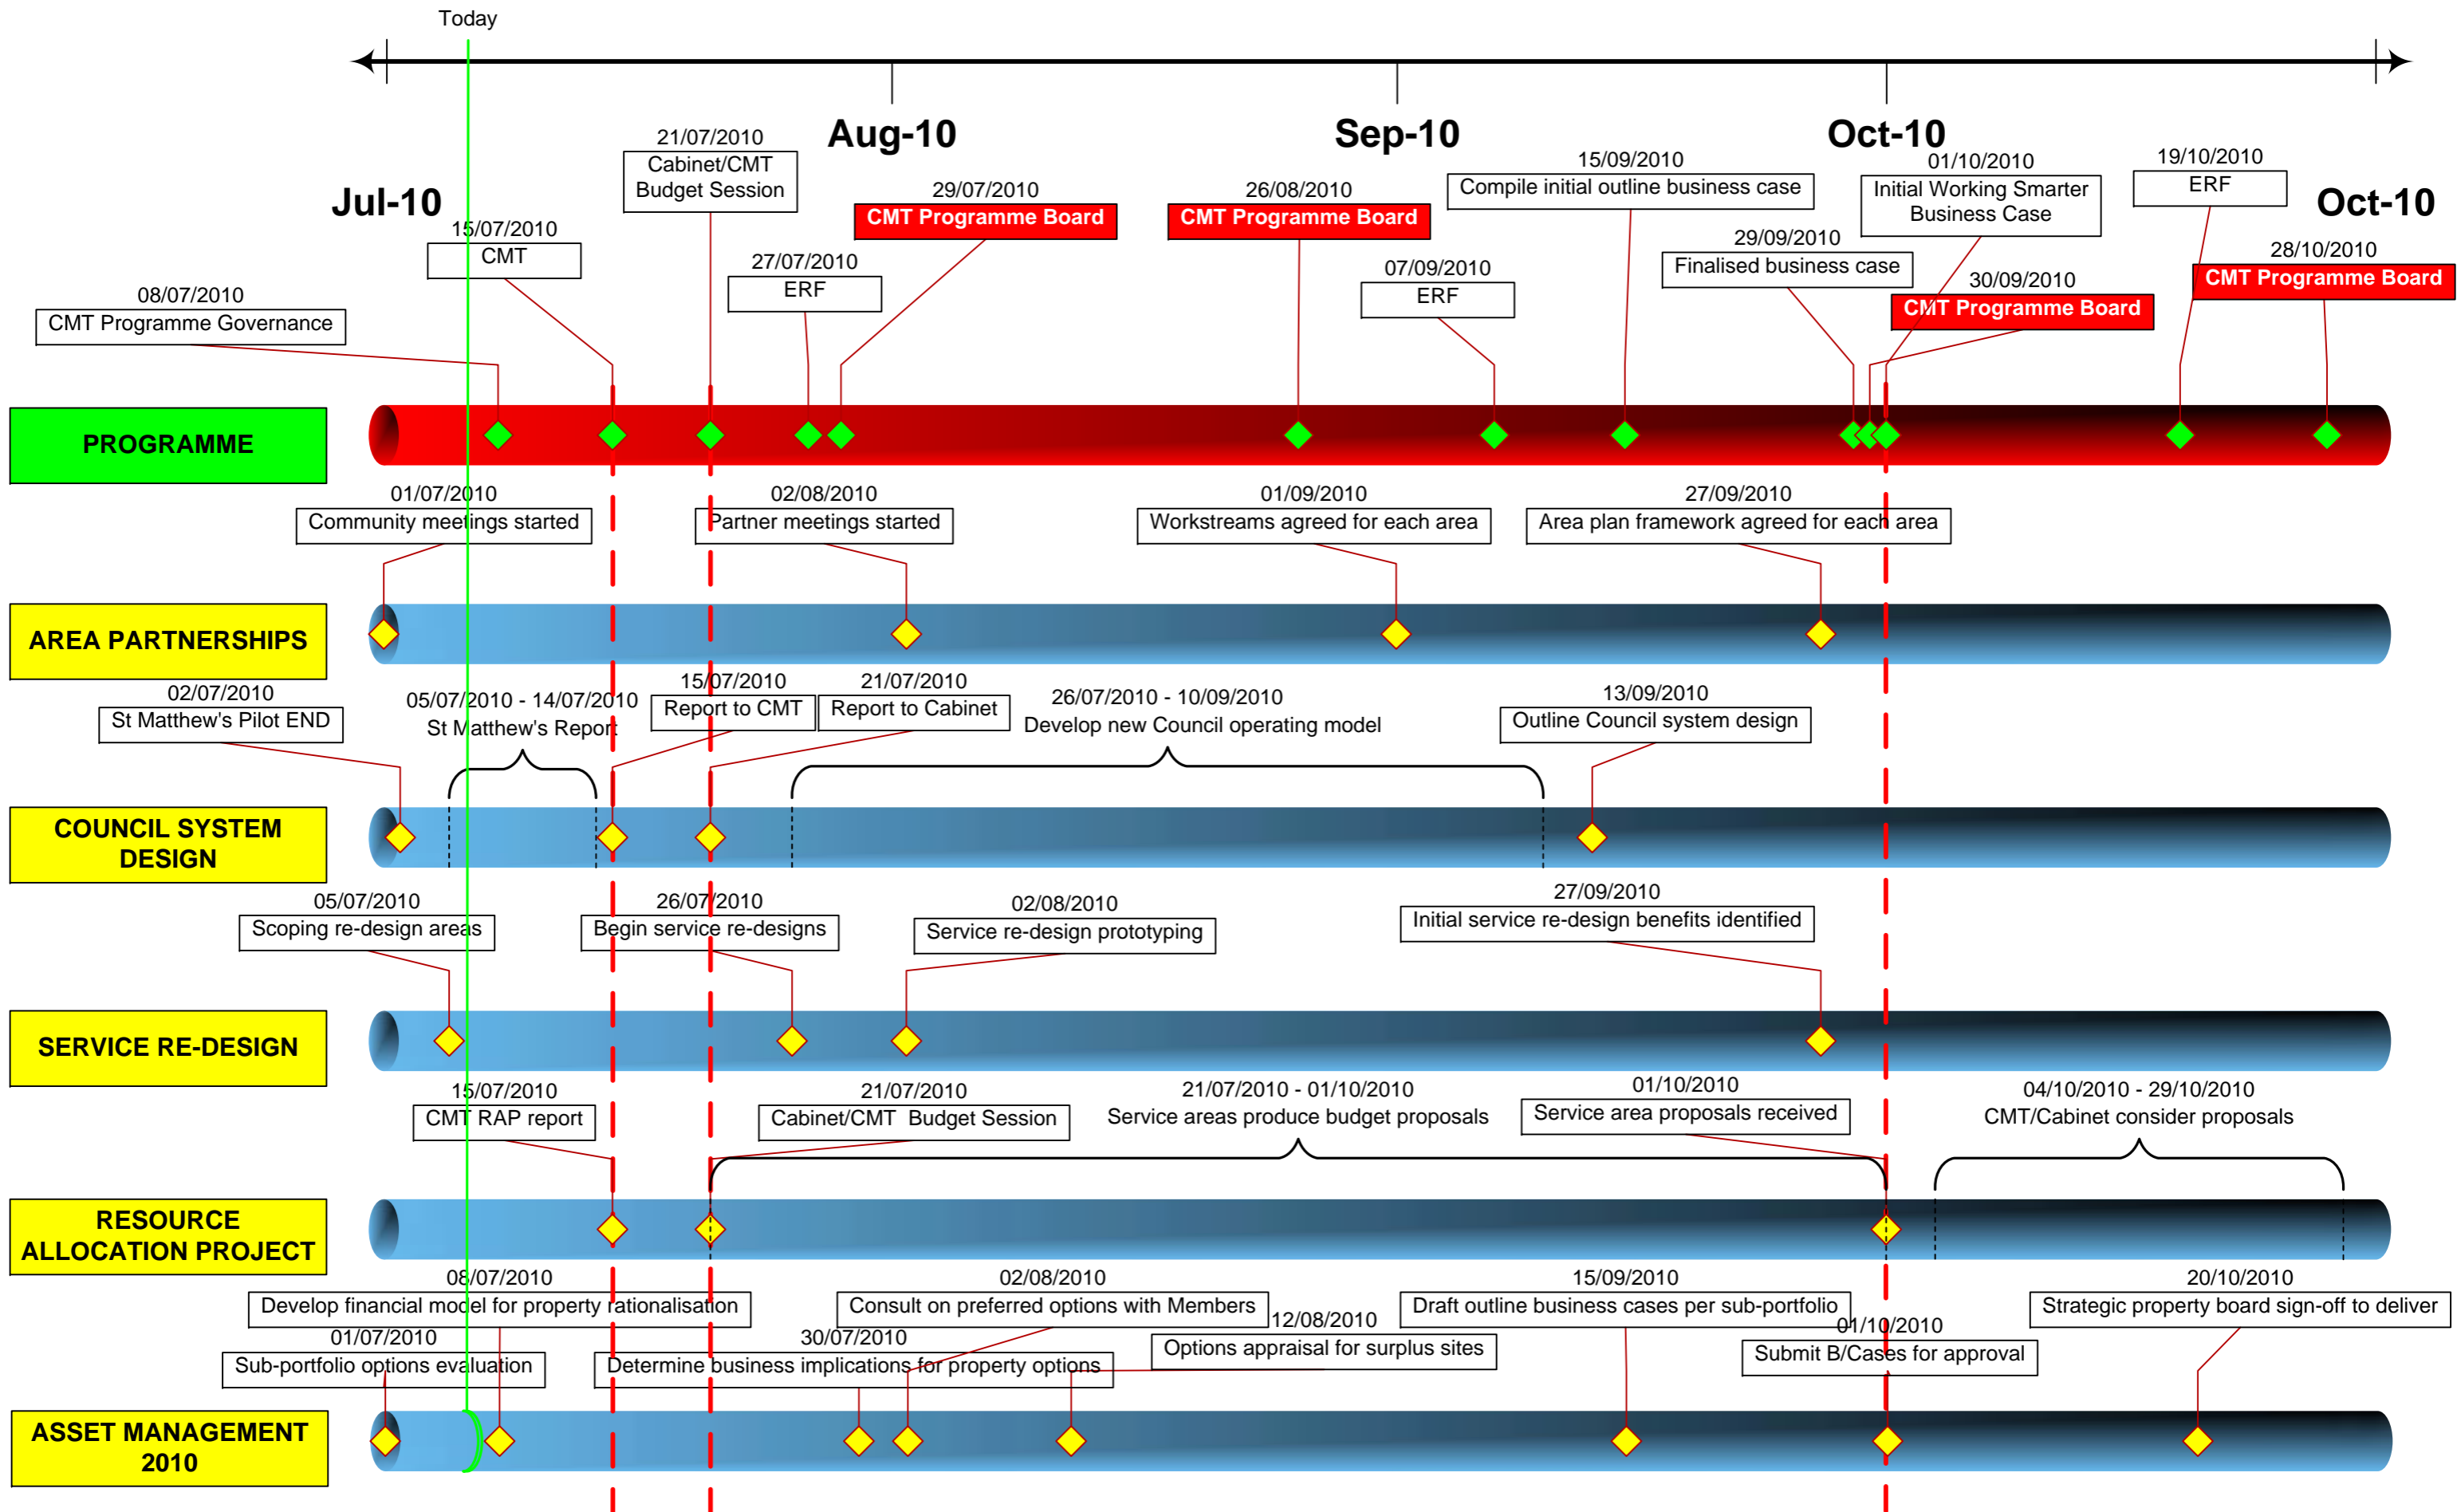 Today
Jul-10
Aug-10
Sep-10
Oct-10
Oct-10
08/07/2010
CMT Programme Governance
15/07/2010
CMT
21/07/2010
Cabinet/CMT
Budget Session
27/07/2010
ERF
29/07/2010
CMT Programme Board
26/08/2010
CMT Programme Board
07/09/2010
ERF
15/09/2010
Compile initial outline business case
29/09/2010
Finalised business case
30/09/2010
CMT Programme Board
01/10/2010
Initial Working Smarter
Business Case
19/10/2010
ERF
28/10/2010
CMT Programme Board
PROGRAMME
01/07/2010
Community meetings started
02/08/2010
Partner meetings started
01/09/2010
Workstreams agreed for each area
27/09/2010
Area plan framework agreed for each area
AREA PARTNERSHIPS
02/07/2010
St Matthew's Pilot END
05/07/2010 - 14/07/2010
St Matthew's Report
15/07/2010
Report to CMT
21/07/2010
Report to Cabinet
26/07/2010 - 10/09/2010
Develop new Council operating model
13/09/2010
Outline Council system design
COUNCIL SYSTEM
DESIGN
05/07/2010
Scoping re-design areas
26/07/2010
Begin service re-designs
02/08/2010
Service re-design prototyping
27/09/2010
Initial service re-design benefits identified
SERVICE RE-DESIGN
15/07/2010
CMT RAP report
21/07/2010
Cabinet/CMT  Budget Session
21/07/2010 - 01/10/2010
Service areas produce budget proposals
01/10/2010
Service area proposals received
04/10/2010 - 29/10/2010
CMT/Cabinet consider proposals
RESOURCE
ALLOCATION PROJECT
08/07/2010
Develop financial model for property rationalisation
01/07/2010
Sub-portfolio options evaluation
02/08/2010
Consult on preferred options with Members
30/07/2010
Determine business implications for property options
12/08/2010
Options appraisal for surplus sites
15/09/2010
Draft outline business cases per sub-portfolio
01/10/2010
Submit B/Cases for approval
20/10/2010
Strategic property board sign-off to deliver
ASSET MANAGEMENT
2010